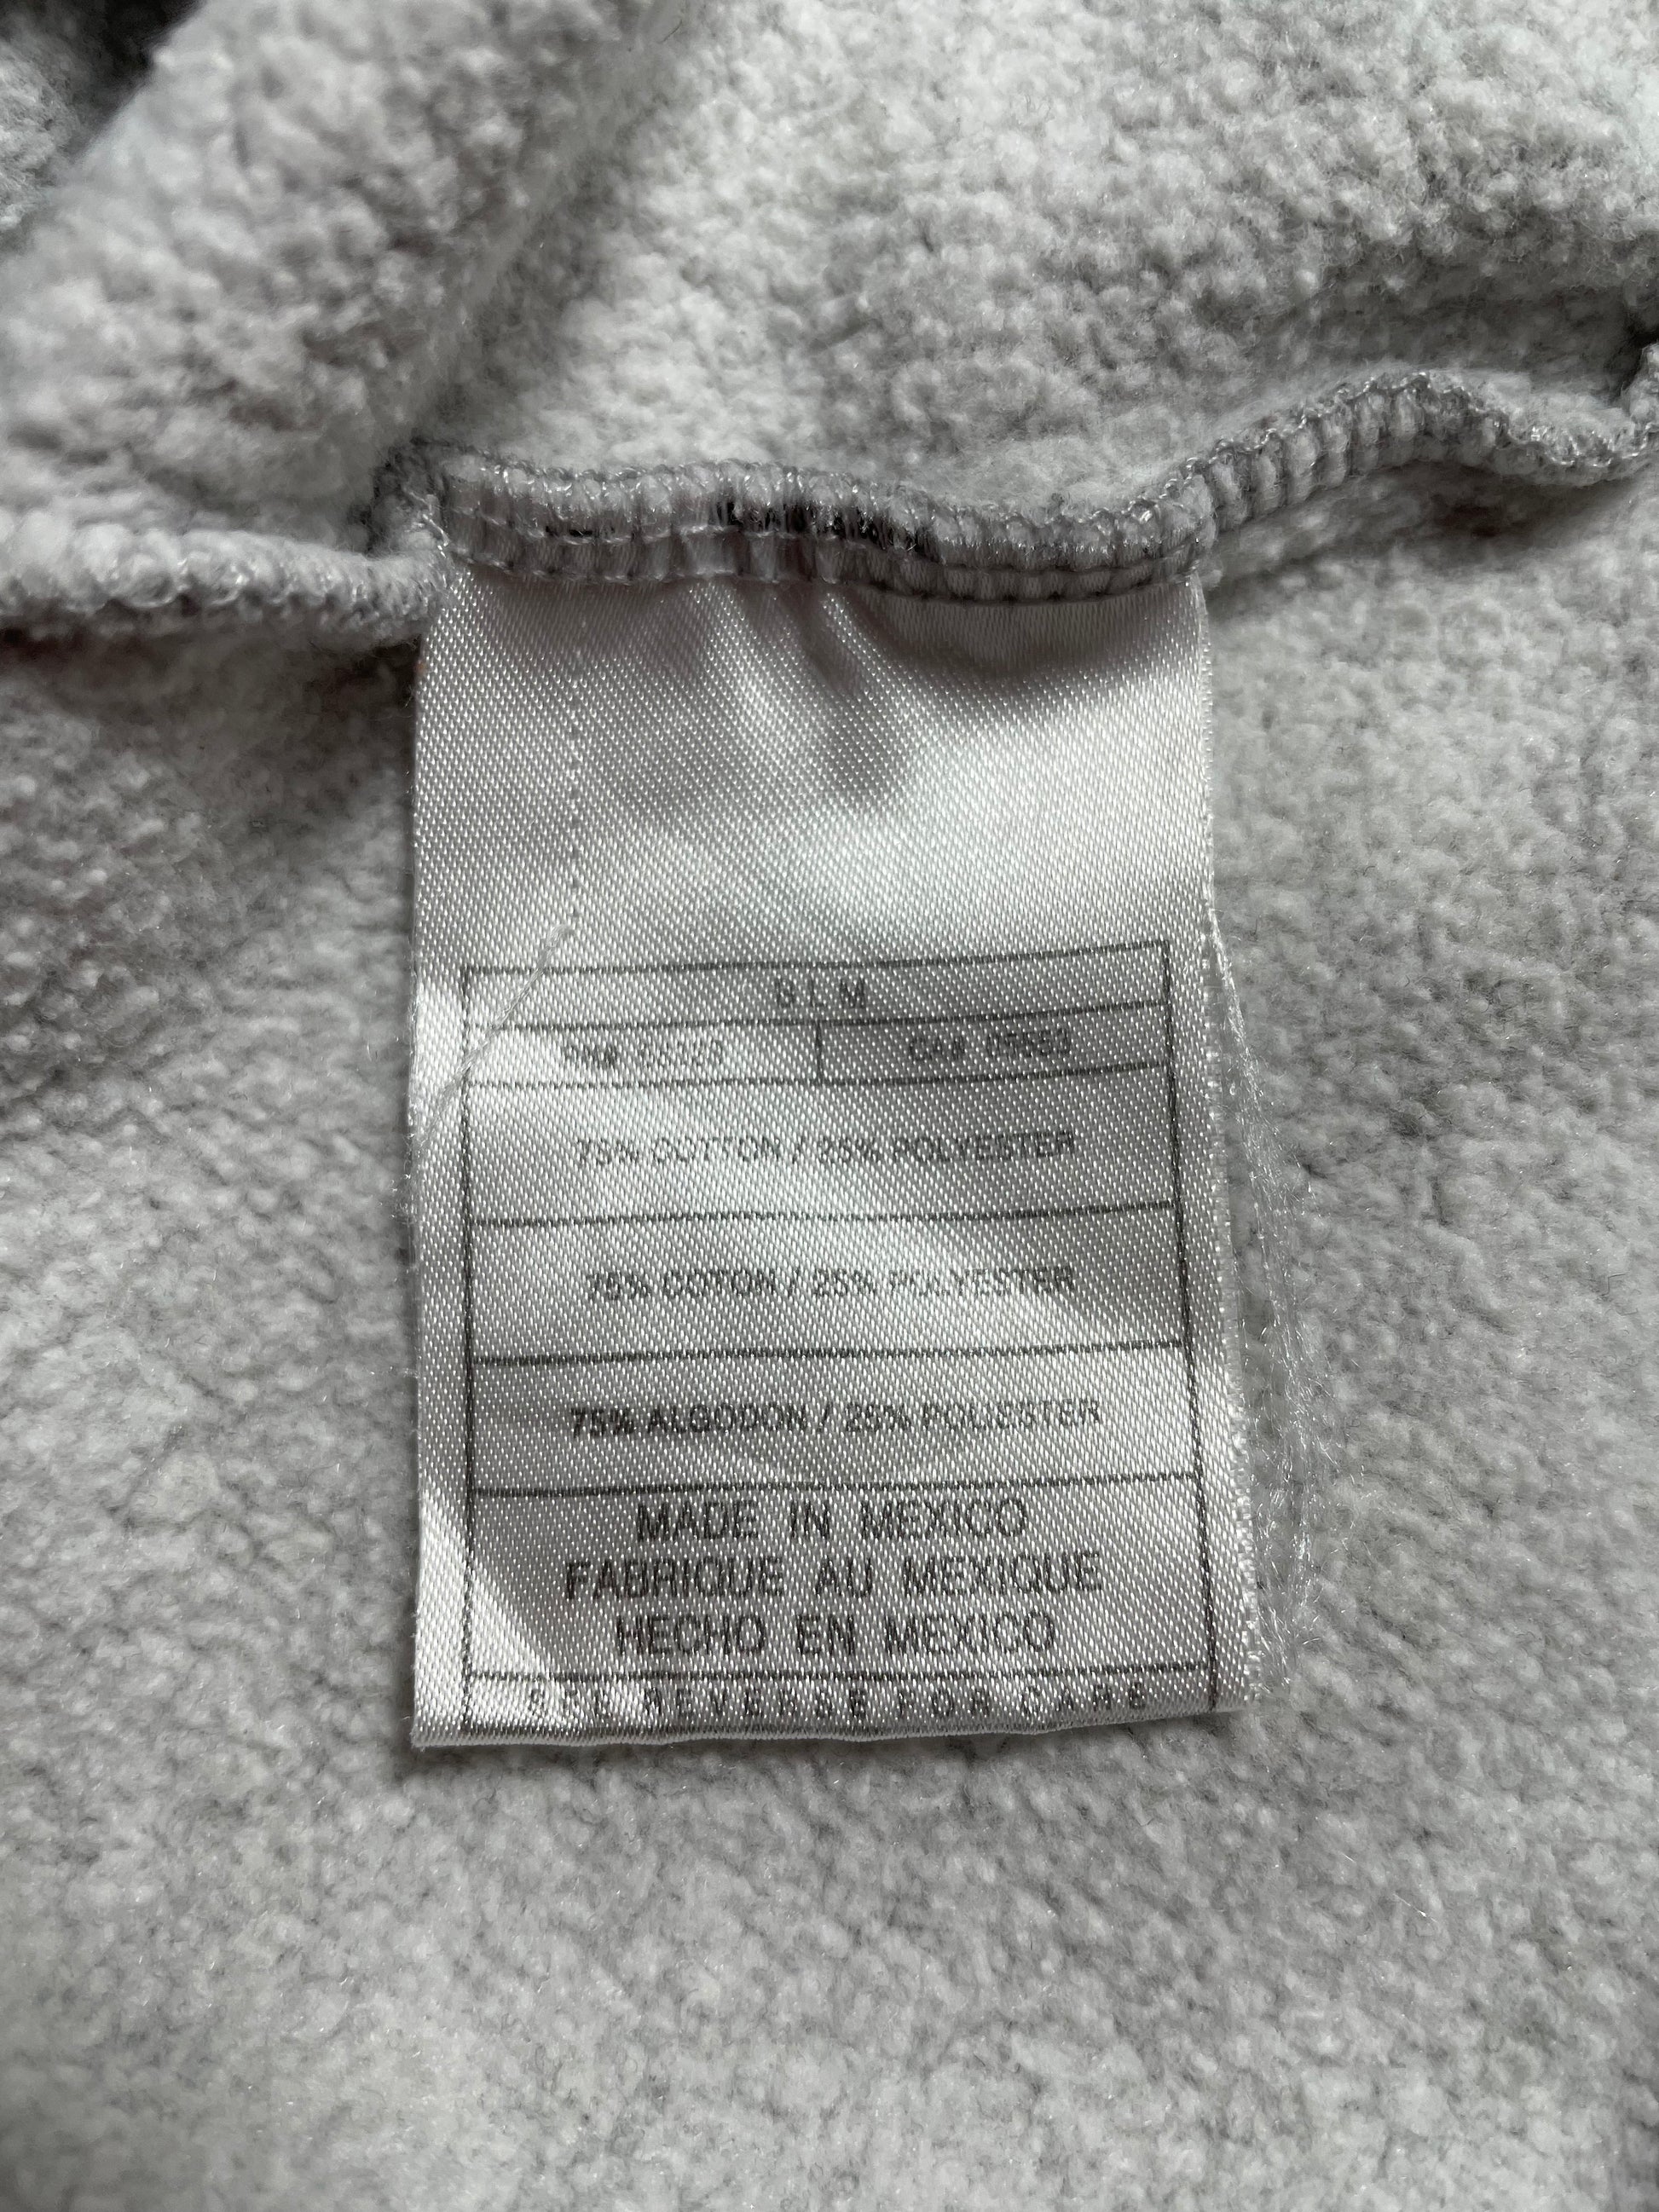 75% COTTON / 25% POLYESTER
75% COTON / 25% POLYESTER
75% ALGODON / 25% POLIESTER
MADE IN MEXICO
FABRIQUE AU MEXIQUE
HECHO EN MEXICO
SEE REVERSE FOR CARE